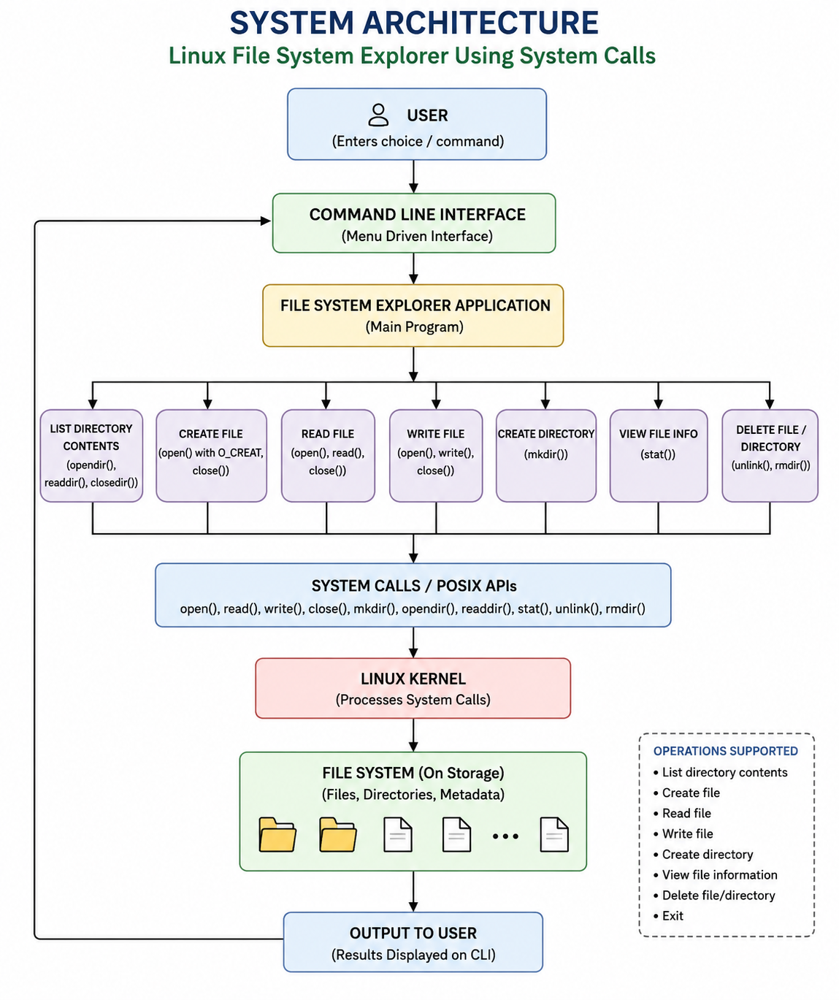 SYSTEM ARCHITECTURE
Linux File System Explorer Using System Calls
USER
(Enters choice / command)
COMMAND LINE INTERFACE
(Menu Driven Interface)
FILE SYSTEM EXPLORER APPLICATION
(Main Program)
LIST DIRECTORY
CONTENTS
(opendir(),
readdir(), closedir())
CREATE FILE
(open() with O_CREAT,
close())
READ FILE
(open(), read(),
close())
WRITE FILE
(open(), write(),
close())
CREATE DIRECTORY
(mkdir())
VIEW FILE INFO
(stat())
DELETE FILE /
DIRECTORY
(unlink(), rmdir())
SYSTEM CALLS / POSIX APIs
open(), read(), write(), close(), mkdir(), opendir(), readdir(), stat(), unlink(), rmdir()
LINUX KERNEL
(Processes System Calls)
FILE SYSTEM (On Storage)
(Files, Directories, Metadata)
OPERATIONS SUPPORTED
• List directory contents
• Create file
• Read file
• Write file
• Create directory
• View file information
• Delete file/directory
• Exit
OUTPUT TO USER
(Results Displayed on CLI)